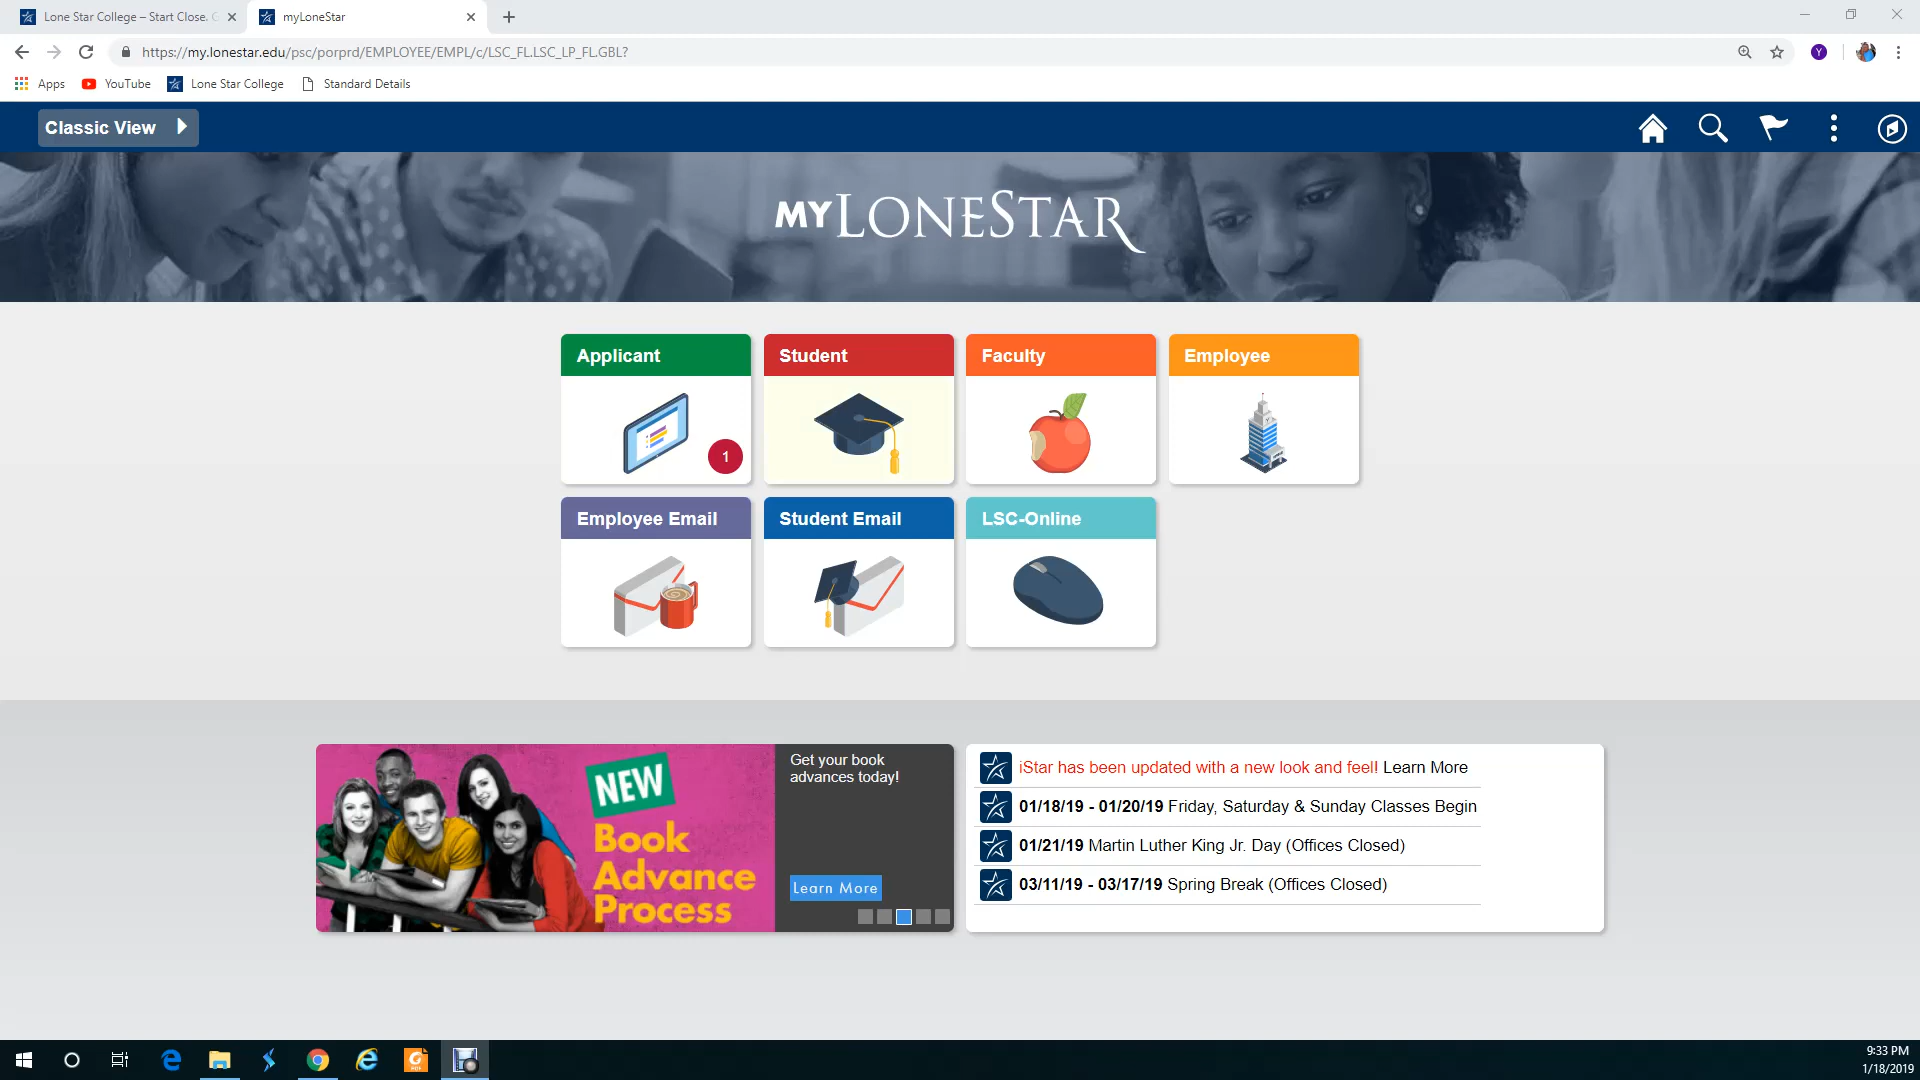 Lone Star College – Start Close.
myLoneStar
https://my.lonestar.edu/psc/porprd/EMPLOYEE/EMPL/c/LSC_FL.LSC_LP_FL.GBL?
Y
Apps
YouTube
Lone Star College
Standard Details
Classic View
MYLONESTAR
Applicant
Student
Faculty
Employee
1
Employee Email
Student Email
LSC-Online
NEW
Book
Advance
Process
Get your book
advances today!
Learn More
iStar has been updated with a new look and feel! Learn More
01/18/19 - 01/20/19 Friday, Saturday & Sunday Classes Begin
01/21/19 Martin Luther King Jr. Day (Offices Closed)
03/11/19 - 03/17/19 Spring Break (Offices Closed)
9:33 PM
1/18/2019